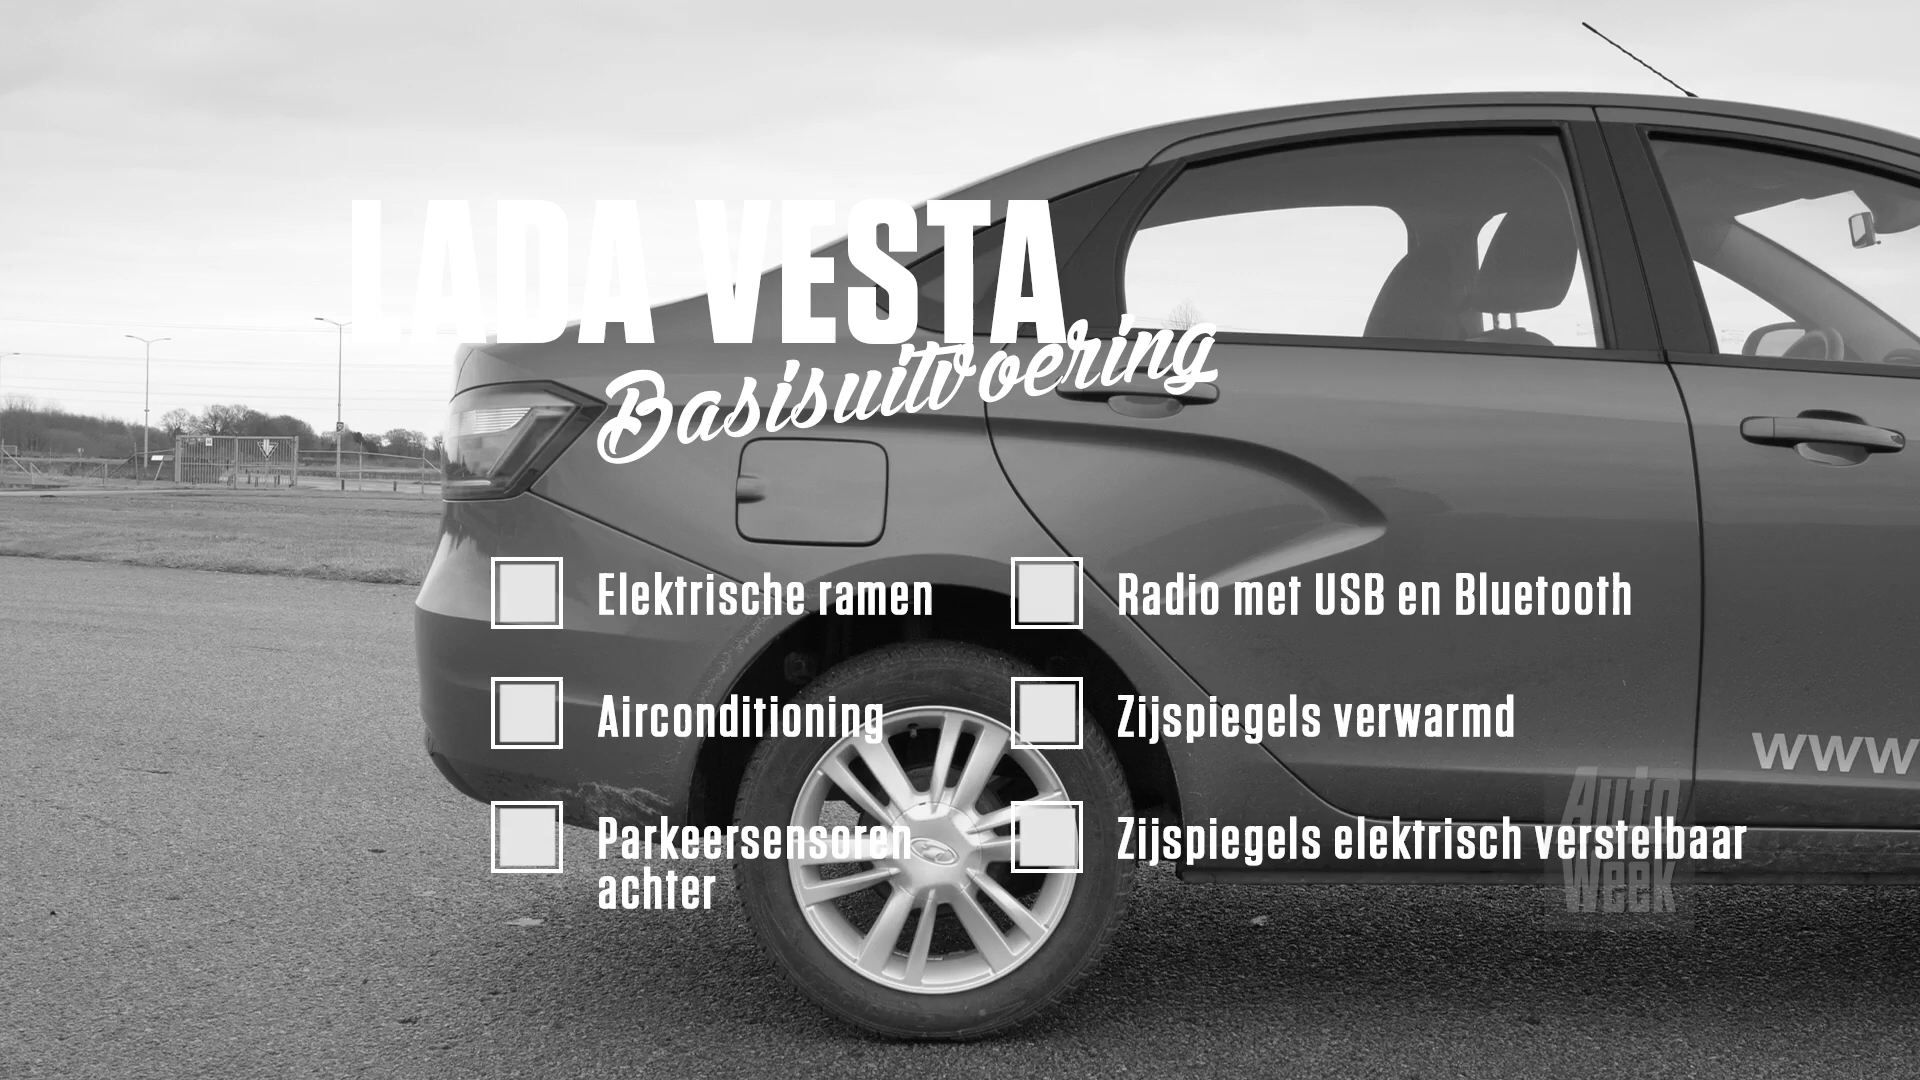 LADA VESTA
Basisuitvoering
Elektrische ramen
Radio met USB en Bluetooth
Airconditioning
Zijspiegels verwarmd
Parkeersensoren
achter
Zijspiegels elektrisch verstelbaar
www
Auto
Week